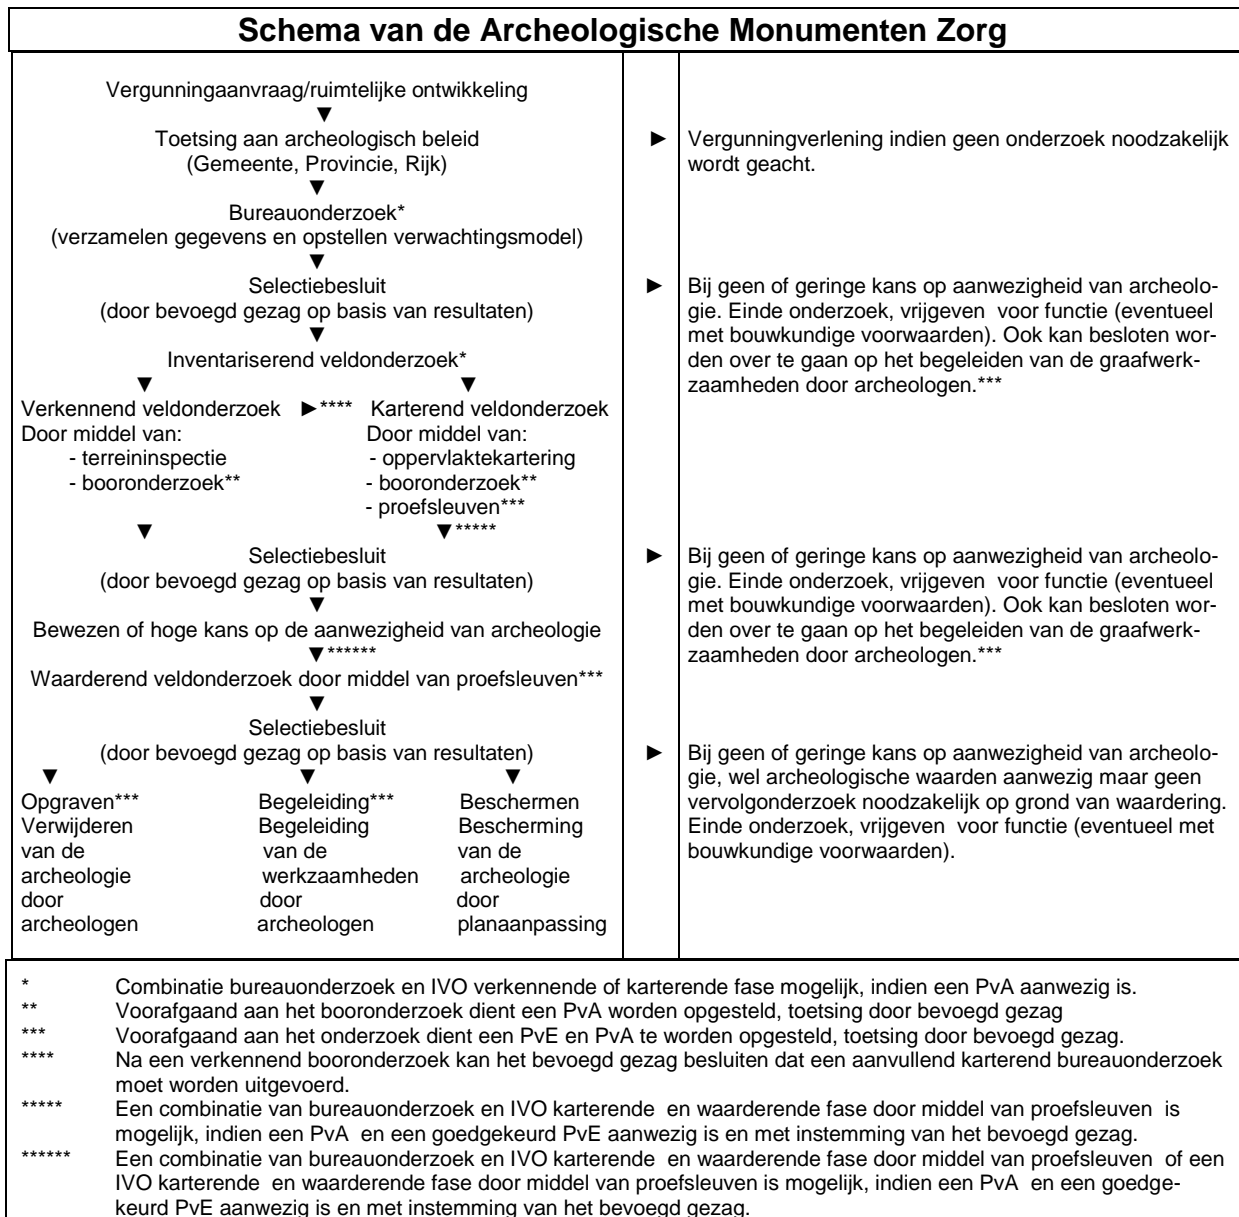 Schema van de Archeologische Monumenten Zorg
Vergunningaanvraag/ruimtelijke ontwikkeling
▼
Toetsing aan archeologisch beleid
(Gemeente, Provincie, Rijk)
► Vergunningverlening indien geen onderzoek noodzakelijk
wordt geacht.
▼
Bureauonderzoek*
(verzamelen gegevens en opstellen verwachtingsmodel)
▼
Selectiebesluit
(door bevoegd gezag op basis van resultaten)
► Bij geen of geringe kans op aanwezigheid van archeolo-
gie. Einde onderzoek, vrijgeven voor functie (eventueel
met bouwkundige voorwaarden). Ook kan besloten wor-
den over te gaan op het begeleiden van de graafwerk-
zaamheden door archeologen.***
▼
Inventariserend veldonderzoek*
▼ ▼
Verkennend veldonderzoek ►**** Karterend veldonderzoek
Door middel van: Door middel van:
- terreininspectie - oppervlaktekartering
- booronderzoek** - booronderzoek**
- proefsleuven***
▼ ▼*****
Selectiebesluit
(door bevoegd gezag op basis van resultaten)
► Bij geen of geringe kans op aanwezigheid van archeolo-
gie. Einde onderzoek, vrijgeven voor functie (eventueel
met bouwkundige voorwaarden). Ook kan besloten wor-
den over te gaan op het begeleiden van de graafwerk-
zaamheden door archeologen.***
▼
Bewezen of hoge kans op de aanwezigheid van archeologie
▼******
Waarderend veldonderzoek door middel van proefsleuven***
▼
Selectiebesluit
(door bevoegd gezag op basis van resultaten)
► Bij geen of geringe kans op aanwezigheid van archeolo-
gie, wel archeologische waarden aanwezig maar geen
vervolgonderzoek noodzakelijk op grond van waardering.
Einde onderzoek, vrijgeven voor functie (eventueel met
bouwkundige voorwaarden).
▼ ▼ ▼
Opgraven*** Begeleiding*** Beschermen
Verwijderen Begeleiding Bescherming
van de van de van de
archeologie werkzaamheden archeologie
door door door
archeologen archeologen planaanpassing
* Combinatie bureauonderzoek en IVO verkennende of karterende fase mogelijk, indien een PvA aanwezig is.
** Voorafgaand aan het booronderzoek dient een PvA worden opgesteld, toetsing door bevoegd gezag
*** Voorafgaand aan het onderzoek dient een PvE en PvA te worden opgesteld, toetsing door bevoegd gezag.
**** Na een verkennend booronderzoek kan het bevoegd gezag besluiten dat een aanvullend karterend bureauonderzoek
moet worden uitgevoerd.
***** Een combinatie van bureauonderzoek en IVO karterende en waarderende fase door middel van proefsleuven is
mogelijk, indien een PvA en een goedgekeurd PvE aanwezig is en met instemming van het bevoegd gezag.
****** Een combinatie van bureauonderzoek en IVO karterende en waarderende fase door middel van proefsleuven of een
IVO karterende en waarderende fase door middel van proefsleuven is mogelijk, indien een PvA en een goedge-
keurd PvE aanwezig is en met instemming van het bevoegd gezag.